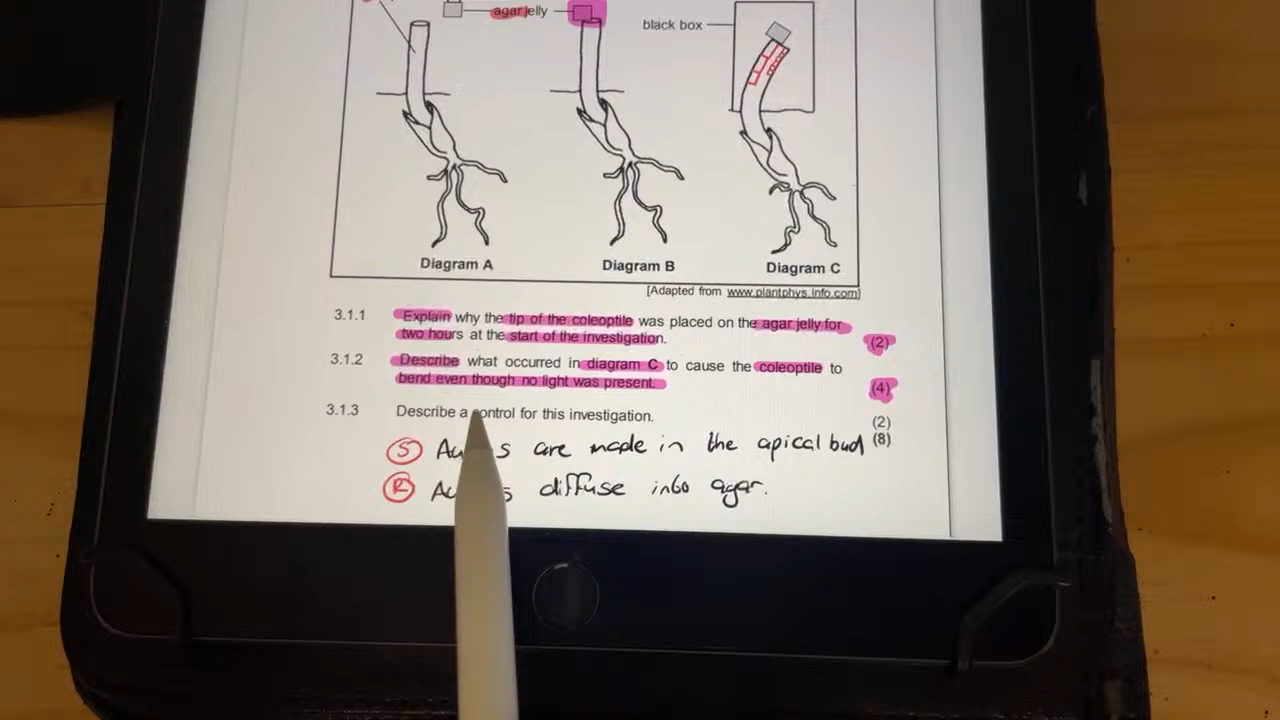 agar jelly
black box
Diagram A
Diagram B
Diagram C
[Adapted from www.plantphys.info.com]
3.1.1 Explain why the tip of the coleoptile was placed on the agar jelly for
two hours at the start of the investigation. (2)
3.1.2 Describe what occurred in diagram C to cause the coleoptile to
bend even though no light was present. (4)
3.1.3 Describe a control for this investigation. (2)
(8)
S are made in the apical bud
R diffuse into agar.